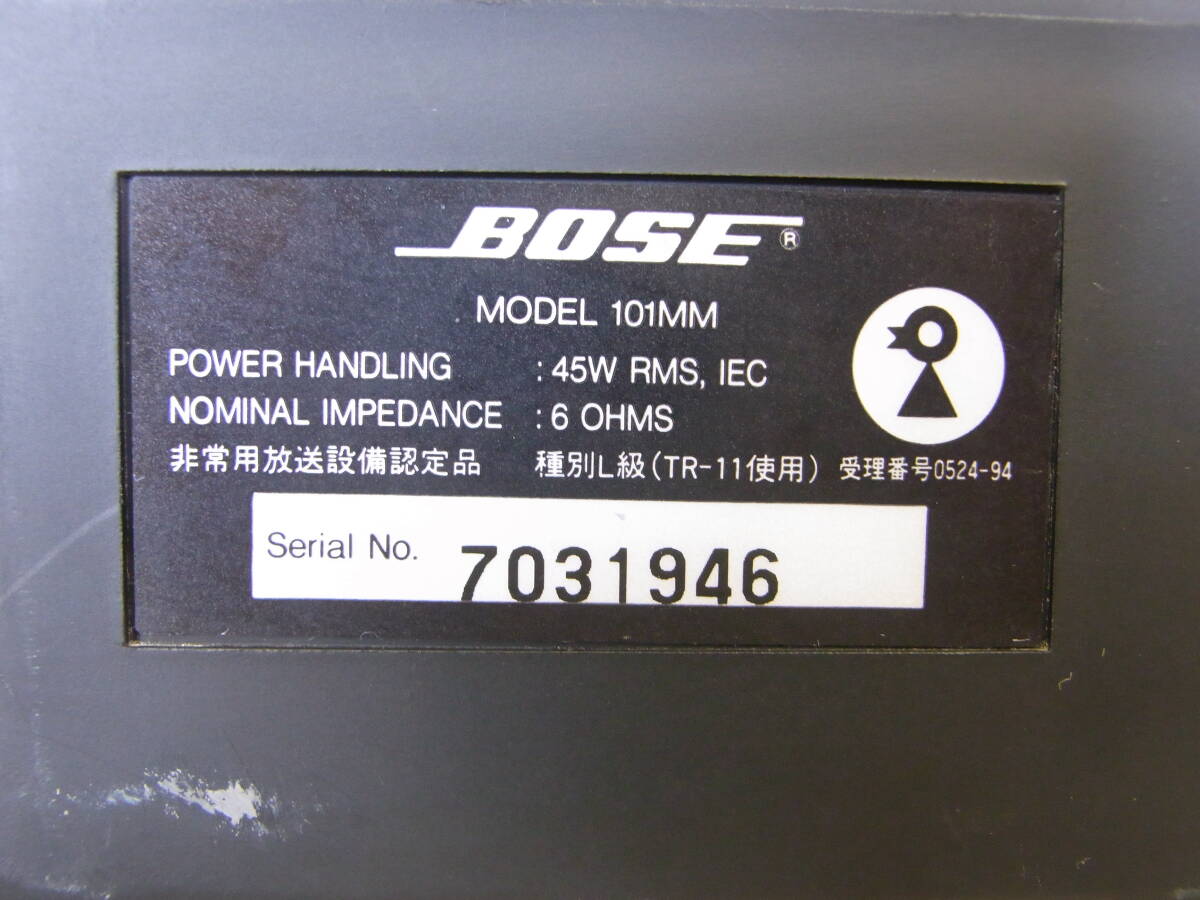 BOSE®
MODEL 101MM
POWER HANDLING : 45W RMS, IEC
NOMINAL IMPEDANCE : 6 OHMS
非常用放送設備認定品 種別L級(TR-11使用) 受理番号0524-94
Serial No. 7031946